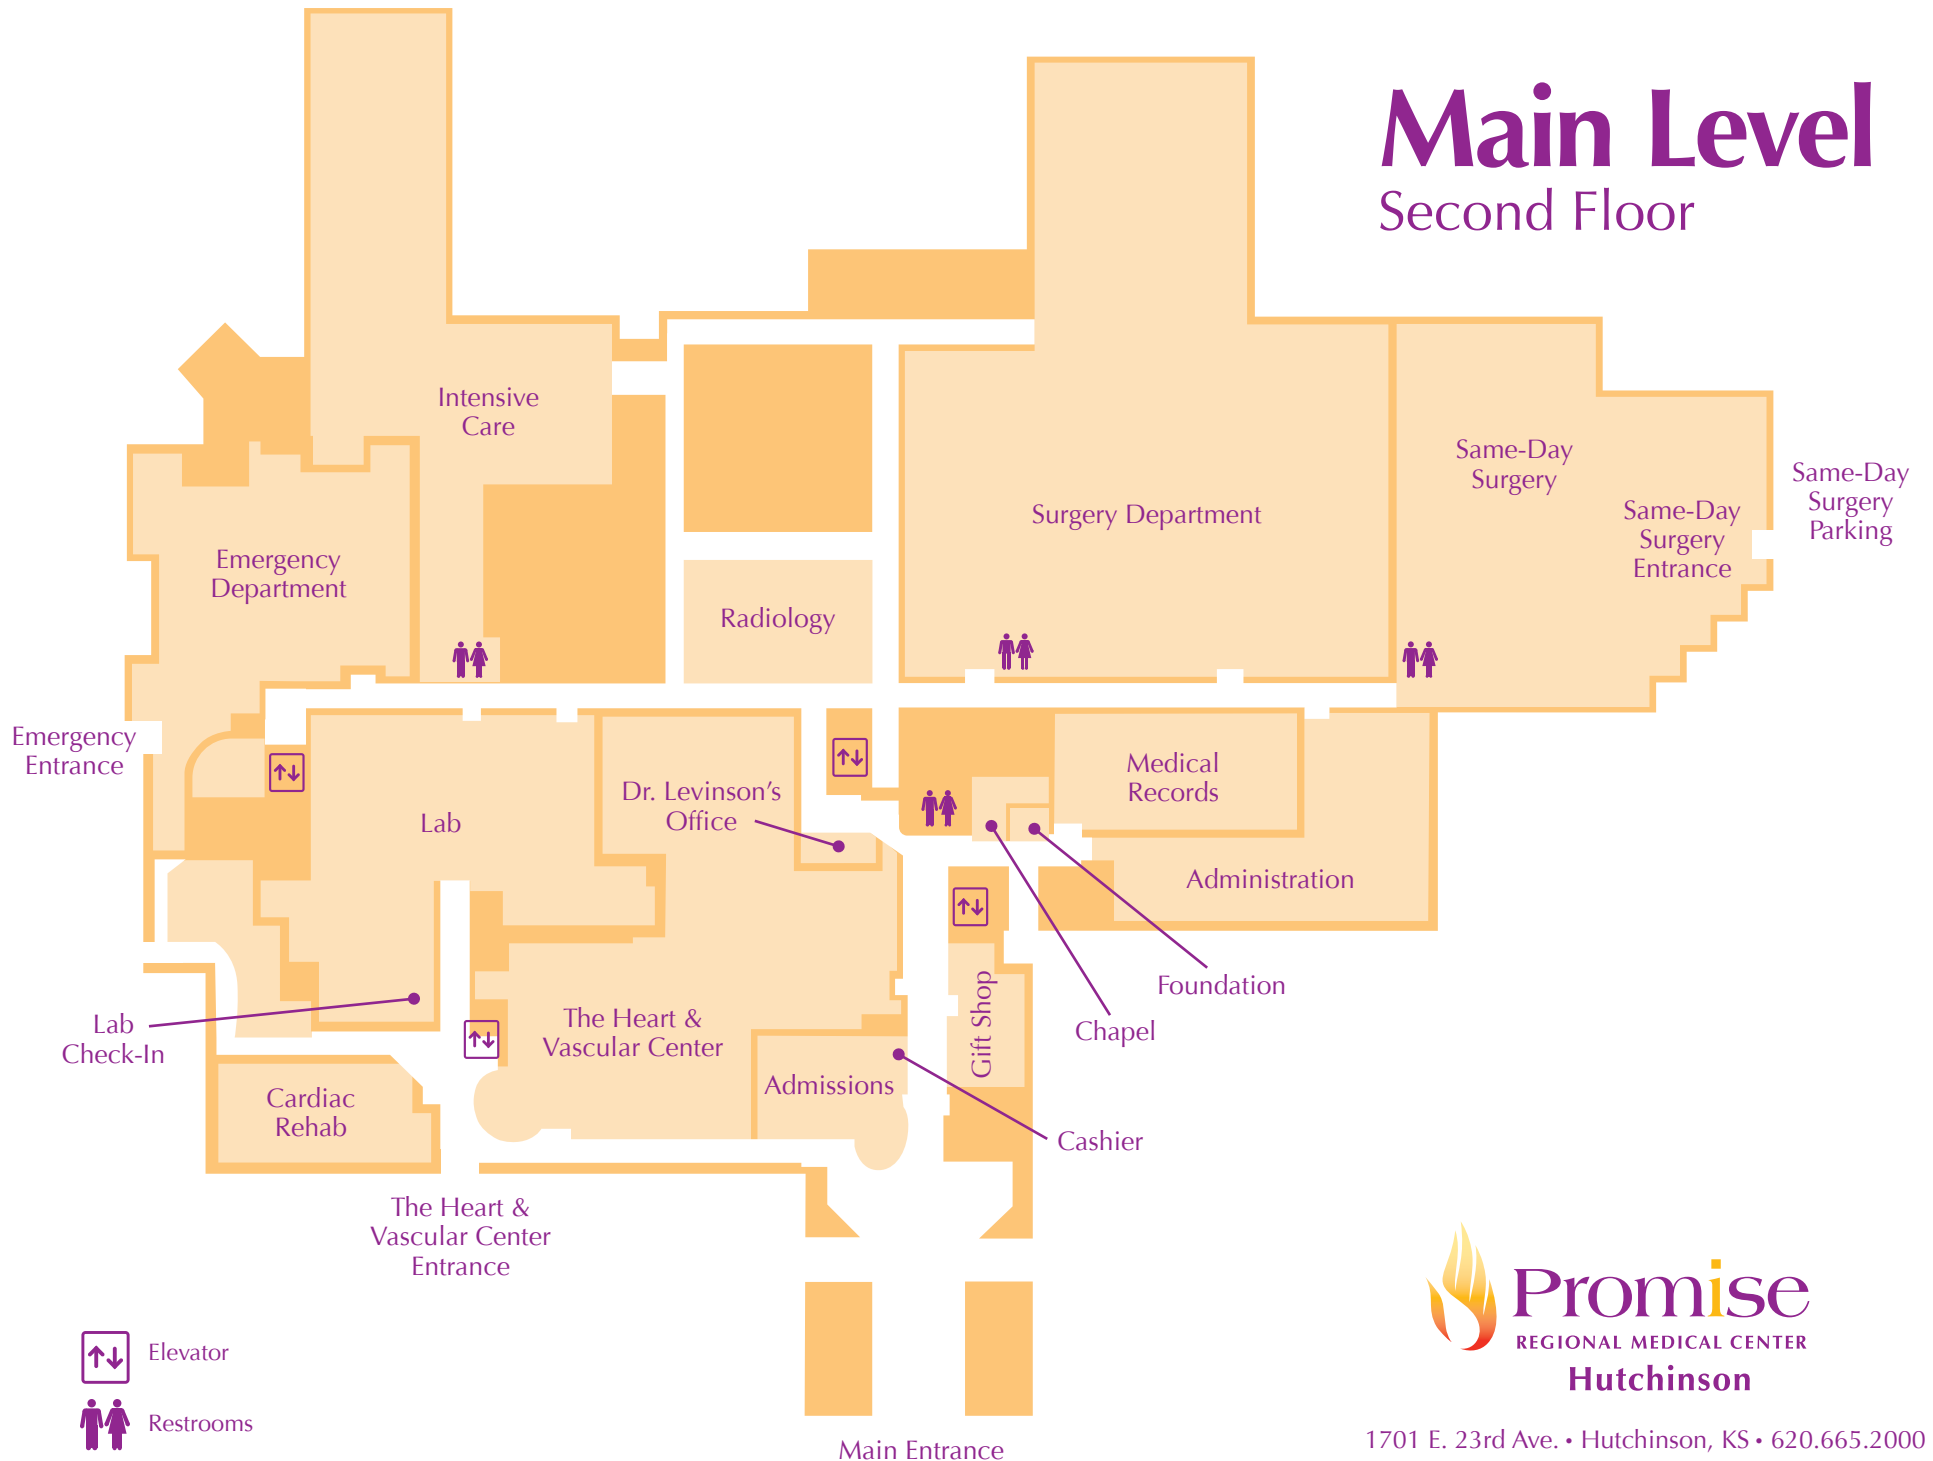 Main Level
Second Floor
Intensive
Care
Same-Day
Surgery
Same-Day
Surgery
Parking
Surgery Department
Same-Day
Surgery
Entrance
Emergency
Department
Radiology
Emergency
Entrance
Medical
Records
Dr. Levinson's
Office
Lab
Administration
Foundation
Gift Shop
Chapel
The Heart &
Vascular Center
Lab
Check-In
Admissions
Cardiac
Rehab
Cashier
The Heart &
Vascular Center
Entrance
Elevator
Restrooms
Main Entrance
Promise
REGIONAL MEDICAL CENTER
Hutchinson
1701 E. 23rd Ave. • Hutchinson, KS • 620.665.2000